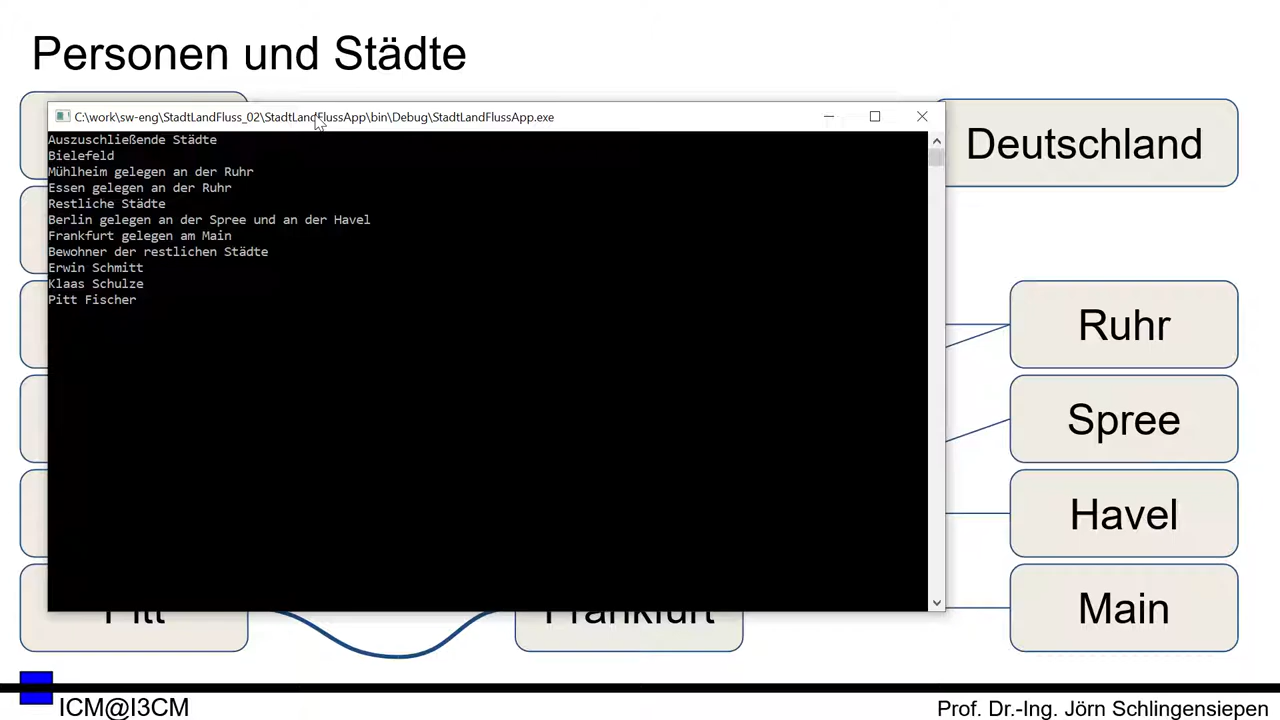 Personen und Städte
C:\work\sw-eng\StadtLandFluss_02\StadtLandFlussApp\bin\Debug\StadtLandFlussApp.exe
Auszuschließende Städte
Bielefeld
Mühlheim gelegen an der Ruhr
Essen gelegen an der Ruhr
Restliche Städte
Berlin gelegen an der Spree und an der Havel
Frankfurt gelegen am Main
Bewohner der restlichen Städte
Erwin Schmitt
Klaas Schulze
Pitt Fischer
Deutschland
Ruhr
Spree
Havel
Pitt
Frankfurt
Main
ICM@I3CM
Prof. Dr.-Ing. Jörn Schlingensiepen